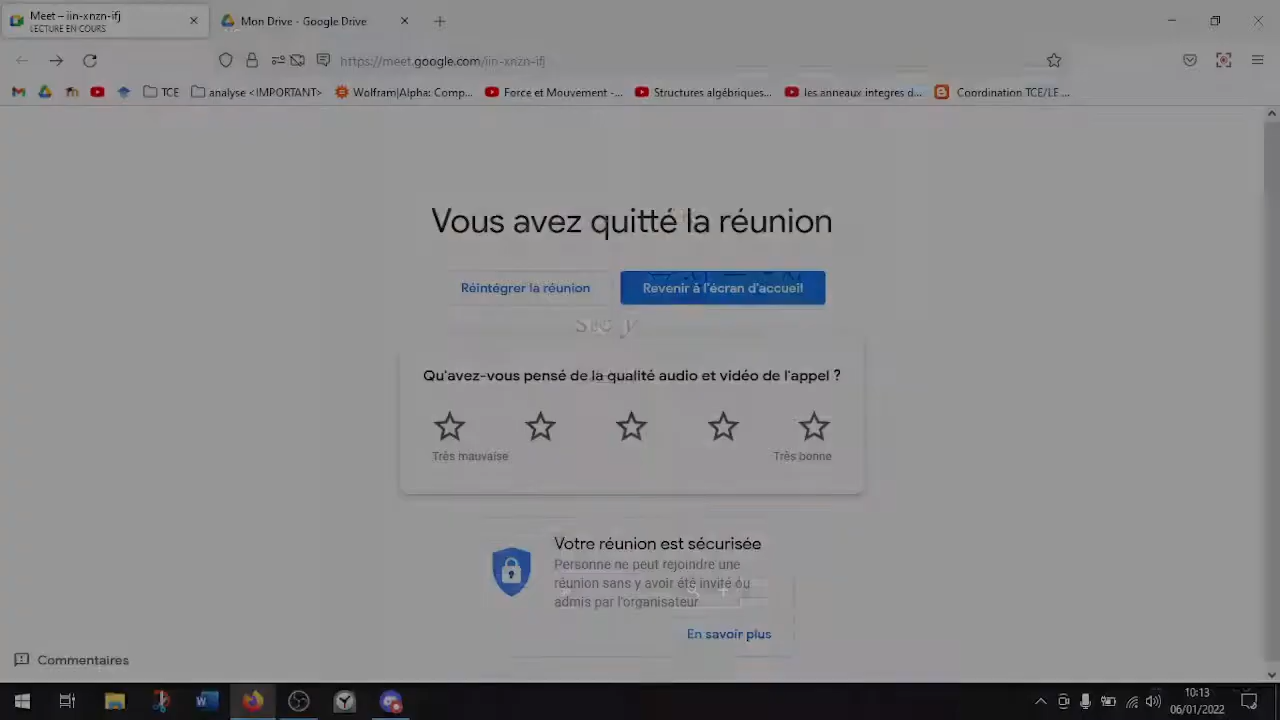 Meet – iin-xnzn-ifj
LECTURE EN COURS
Mon Drive - Google Drive
https://meet.google.com/iin-xnzn-ifj
TCE
analyse <IMPORTANT>
Wolfram|Alpha: Comp...
Force et Mouvement -...
Structures algébriques...
les anneaux integres d...
Coordination TCE/LE ...
Vous avez quitté la réunion
Réintégrer la réunion
Revenir à l'écran d'accueil
Qu'avez-vous pensé de la qualité audio et vidéo de l'appel ?
Très mauvaise
Très bonne
Votre réunion est sécurisée
Personne ne peut rejoindre une
réunion sans y avoir été invité ou
admis par l'organisateur
En savoir plus
Commentaires
10:13
06/01/2022